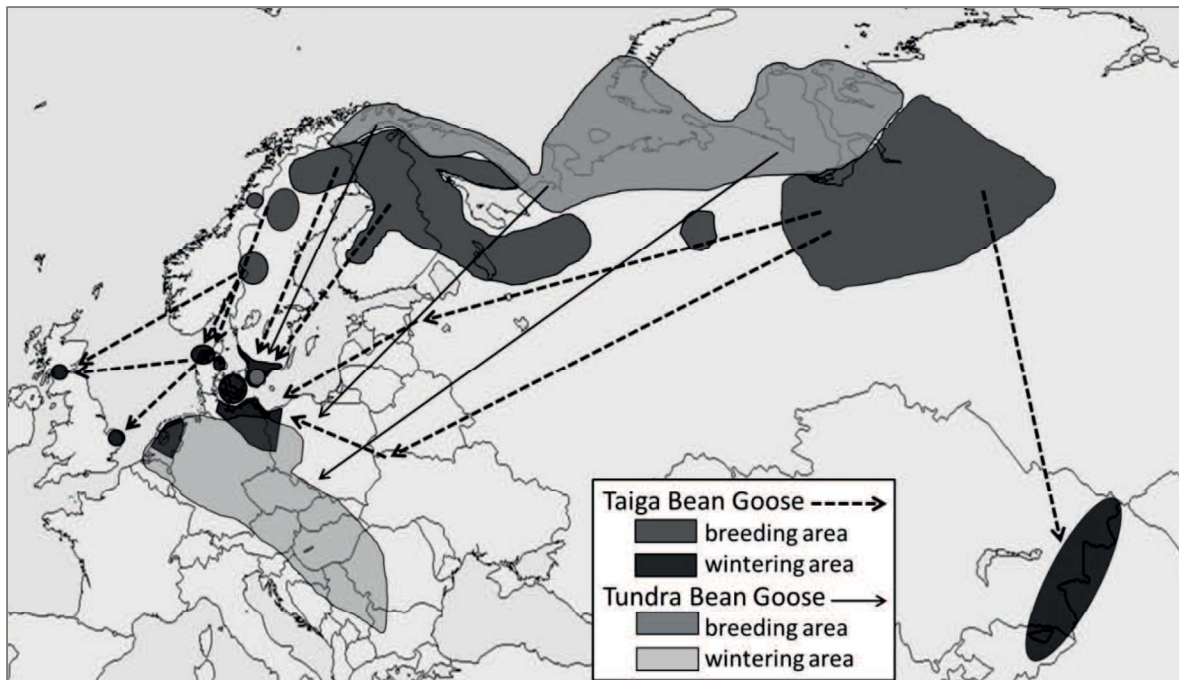 Taiga Bean Goose
breeding area
wintering area
Tundra Bean Goose
breeding area
wintering area